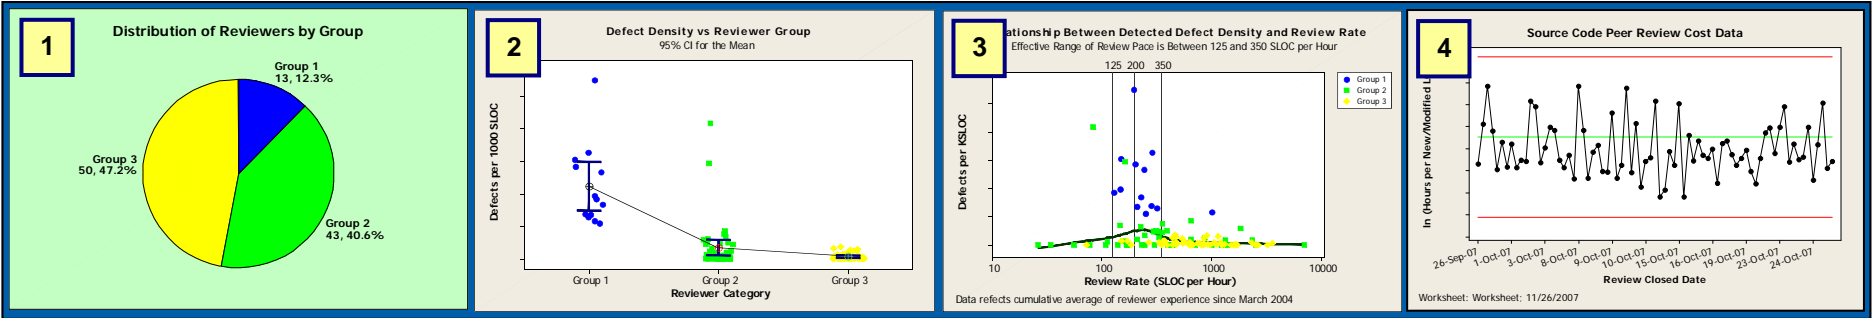 1
Distribution of Reviewers by Group
Group 1
13, 12.3%
Group 3
50, 47.2%
Group 2
43, 40.6%
2
Defect Density vs Reviewer Group
95% CI for the Mean
Defects per 1000 SLOC
Group 1
Group 2
Group 3
Reviewer Category
3
ationship Between Detected Defect Density and Review Rate
Effective Range of Review Pace is Between 125 and 350 SLOC per Hour
125 200 350
Group 1
Group 2
Group 3
Defects per KSLOC
10
100
1000
10000
Review Rate (SLOC per Hour)
Data refects cumulative average of reviewer experience since March 2004
4
Source Code Peer Review Cost Data
ln (Hours per New/Modified L
26-Sep-07
1-Oct-07
3-Oct-07
8-Oct-07
9-Oct-07
10-Oct-07
15-Oct-07
16-Oct-07
19-Oct-07
23-Oct-07
24-Oct-07
Review Closed Date
Worksheet: Worksheet; 11/26/2007